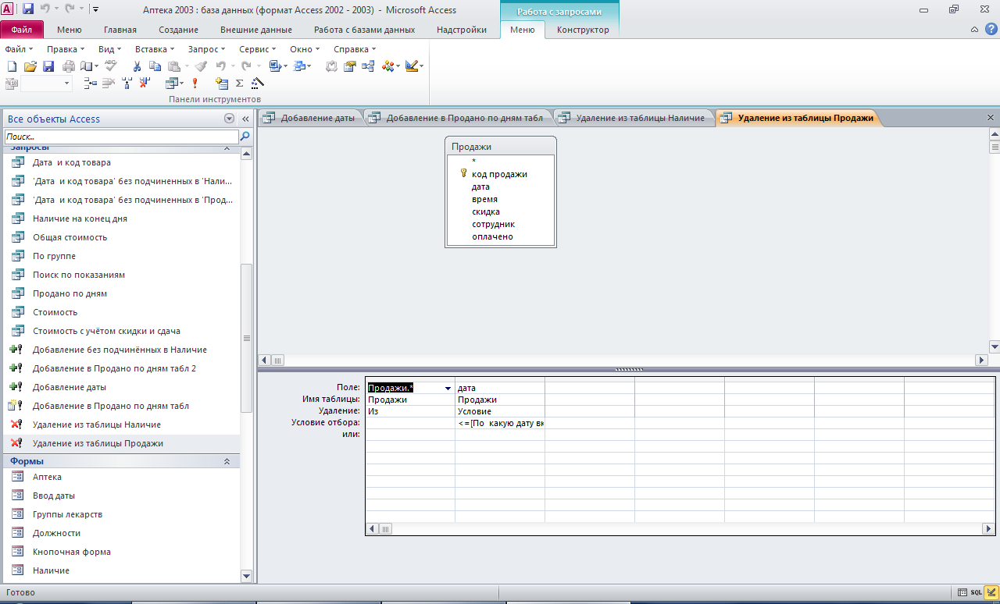 Аптека 2003 : база данных (формат Access 2002 - 2003) - Microsoft Access
Работа с запросами
Файл Меню Главная Создание Внешние данные Работа с базами данных Надстройки Меню Конструктор
Файл Правка Вид Вставка Запрос Сервис Окно Справка
Панели инструментов
Все объекты Access
Поиск...
Запросы
Дата и код товара
'Дата и код товара' без подчиненных в 'Нали...
'Дата и код товара' без подчиненных в 'Прод...
Наличие на конец дня
Общая стоимость
По группе
Поиск по показаниям
Продано по дням
Стоимость
Стоимость с учётом скидки и сдача
Добавление без подчинённых в Наличие
Добавление в Продано по дням табл 2
Добавление даты
Добавление в Продано по дням табл
Удаление из таблицы Наличие
Удаление из таблицы Продажи
Формы
Аптека
Ввод даты
Группы лекарств
Должности
Кнопочная форма
Наличие
Добавление даты Добавление в Продано по дням табл Удаление из таблицы Наличие Удаление из таблицы Продажи
Продажи
*
код продажи
дата
время
скидка
сотрудник
оплачено
Поле: Продажи.* дата
Имя таблицы: Продажи Продажи
Удаление: Из Условие
Условие отбора: <=[По какую дату вк
или:
Готово
SQL